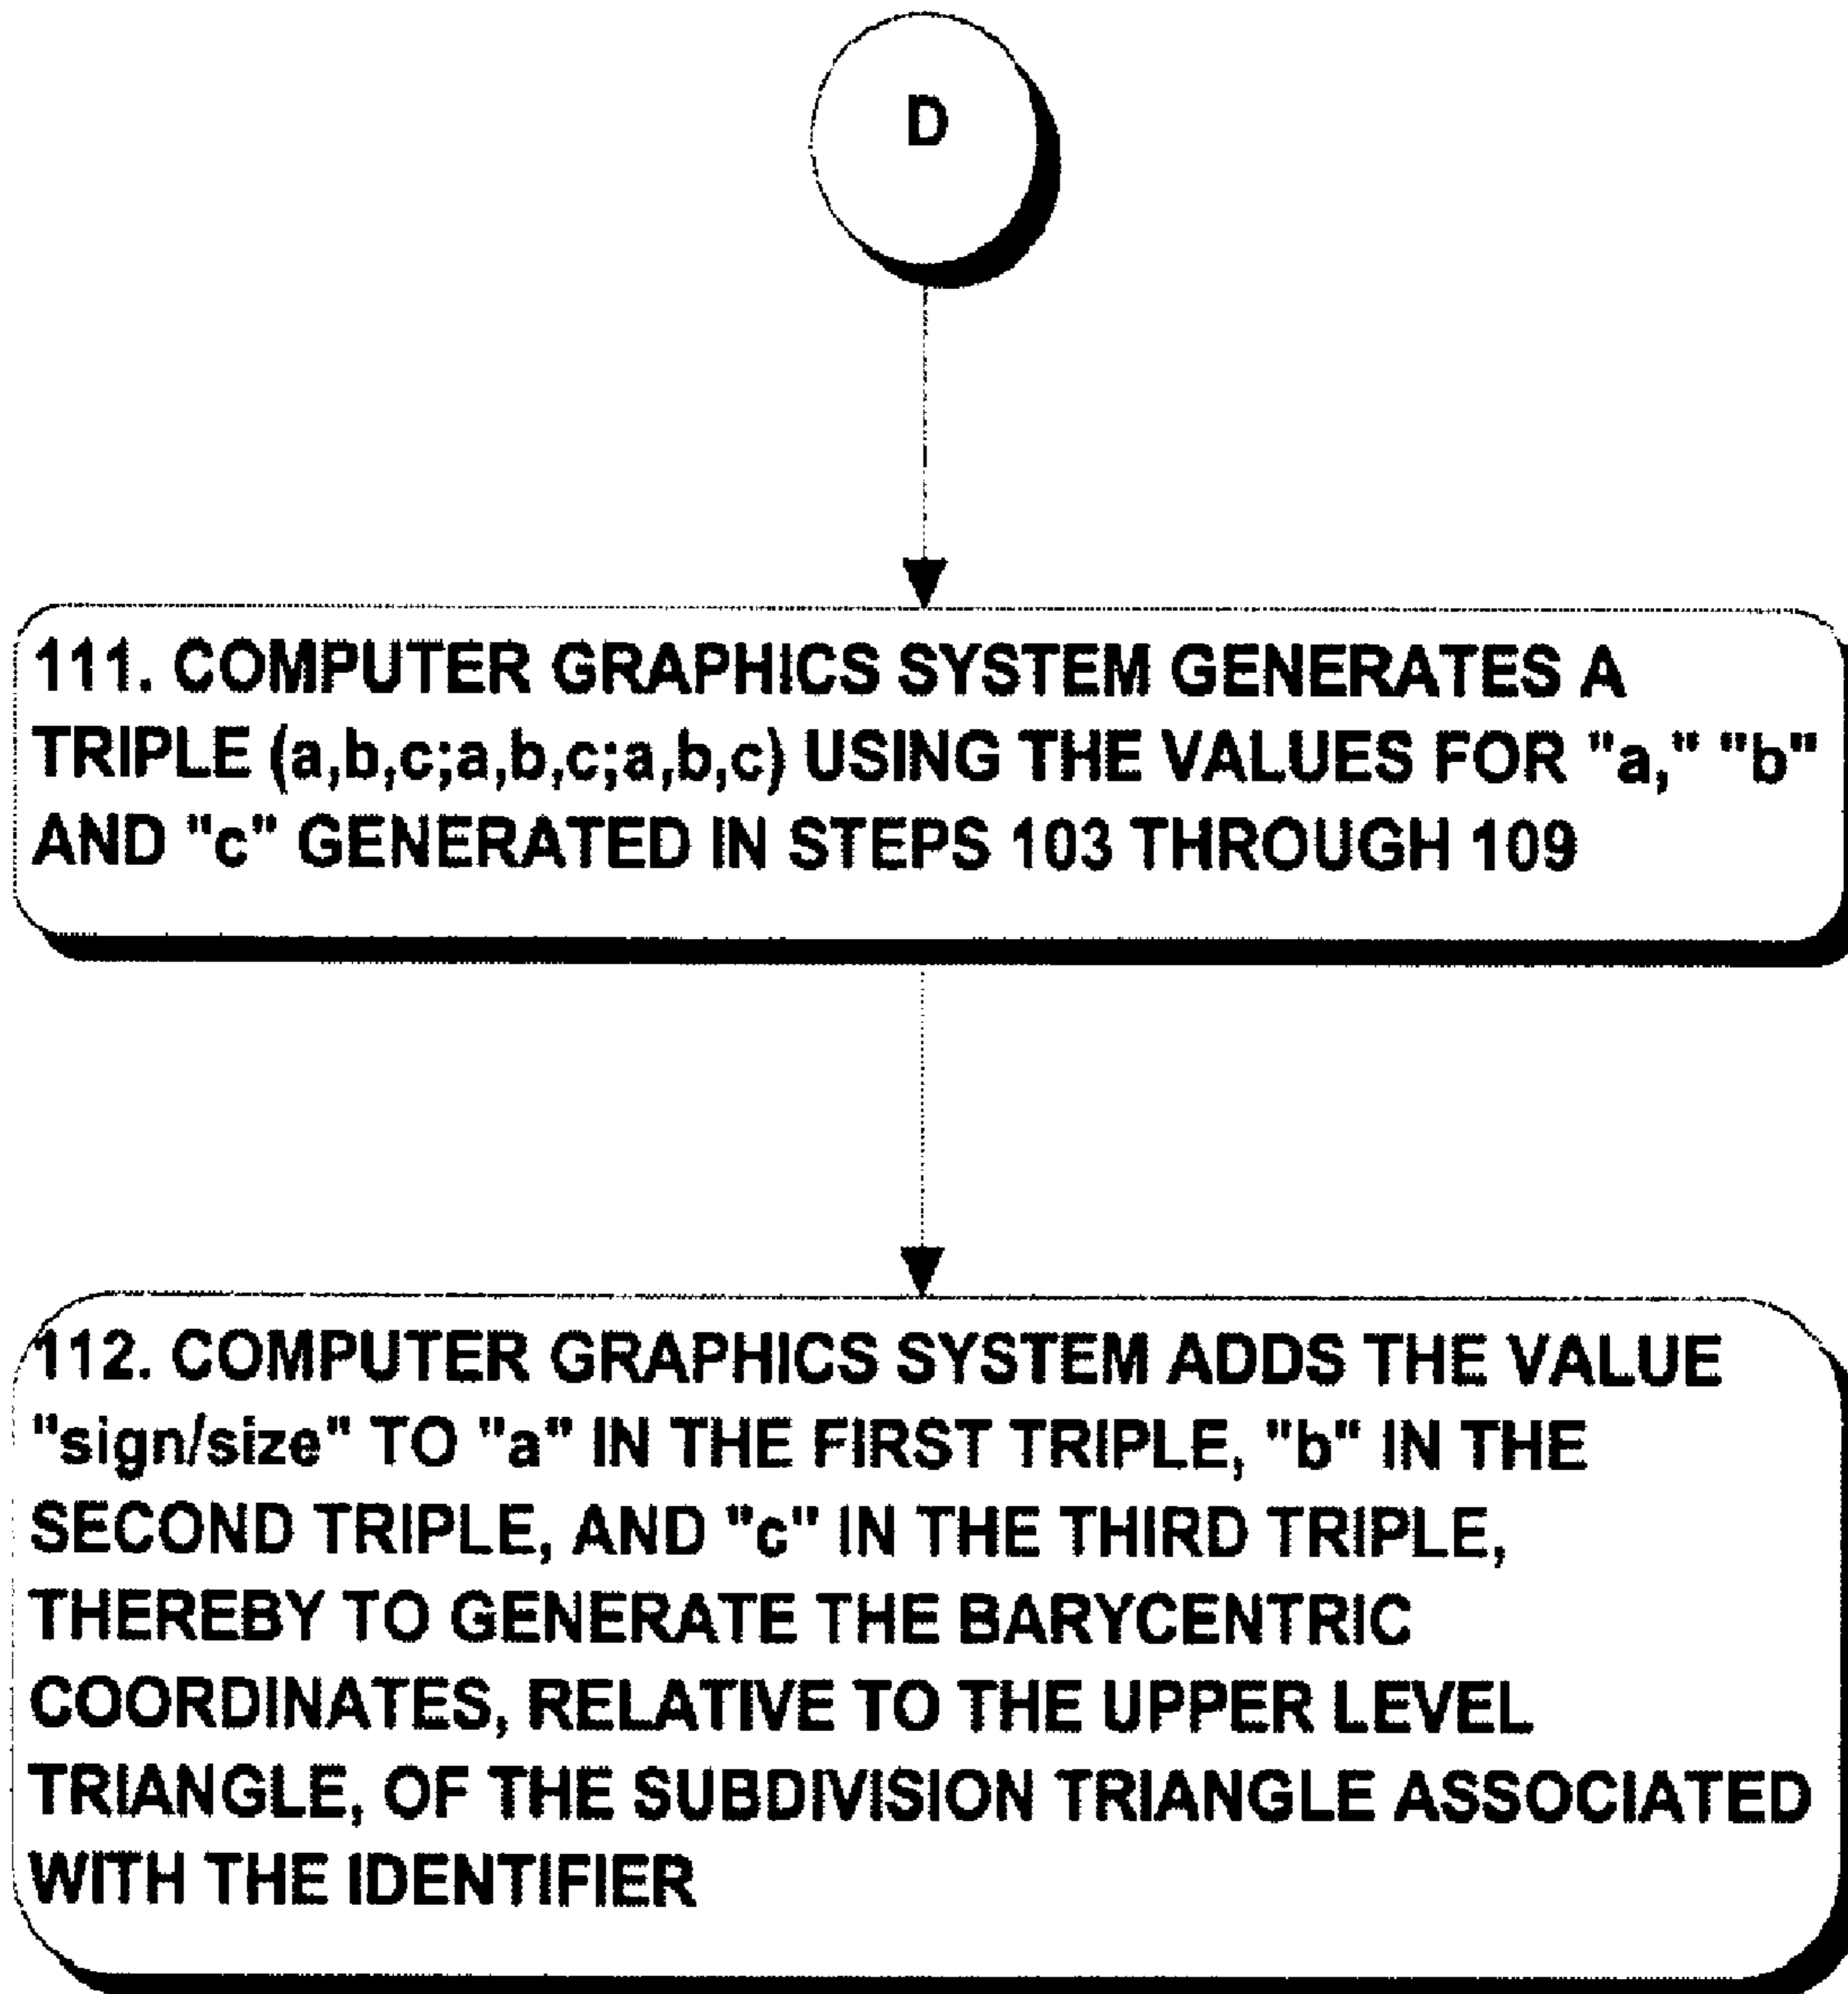 D
111. COMPUTER GRAPHICS SYSTEM GENERATES A
TRIPLE (a,b,c;a,b,c;a,b,c) USING THE VALUES FOR "a," "b"
AND "c" GENERATED IN STEPS 103 THROUGH 109
112. COMPUTER GRAPHICS SYSTEM ADDS THE VALUE
"sign/size" TO "a" IN THE FIRST TRIPLE, "b" IN THE
SECOND TRIPLE, AND "c" IN THE THIRD TRIPLE,
THEREBY TO GENERATE THE BARYCENTRIC
COORDINATES, RELATIVE TO THE UPPER LEVEL
TRIANGLE, OF THE SUBDIVISION TRIANGLE ASSOCIATED
WITH THE IDENTIFIER